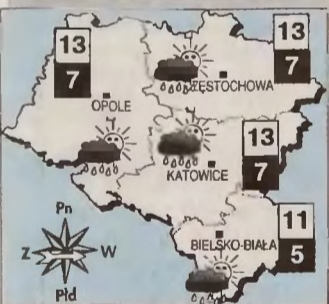 13
7
13
7
OPOLE
CZĘSTOCHOWA
13
7
KATOWICE
11
5
BIELSKO-BIAŁA
Pn
Z
W
Płd